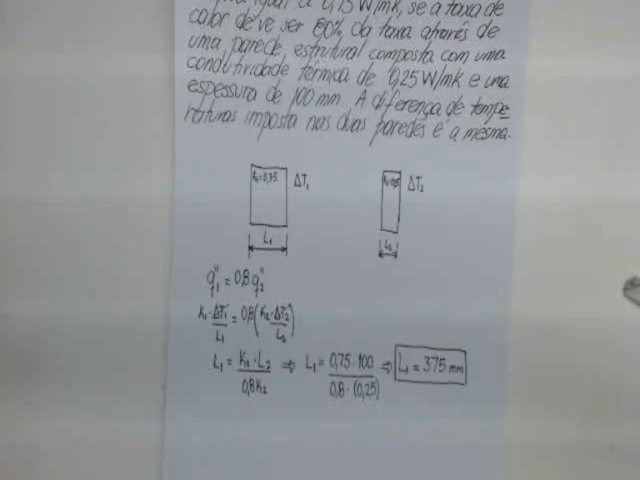 igual a 0,75 W/mK, se a taxa de
calor deve ser 80% da taxa através de
uma parede estrutural composta com uma
condutividade térmica de 0,25 W/mK e uma
espessura de 100 mm. A diferença de tempe
raturas imposta nas duas paredes é a mesma.
K₁=0,75 ΔT₁ ΔT₂
L₁ L₂
q₁" = 0,8 q₂"
K₁·ΔT₁/L₁ = 0,8(K₂·ΔT₂/L₂)
L₁ = K₁·L₂/0,8K₂ ⇒ L₁ = 0,75·100/0,8·(0,25) ⇒ L₁ = 375 mm